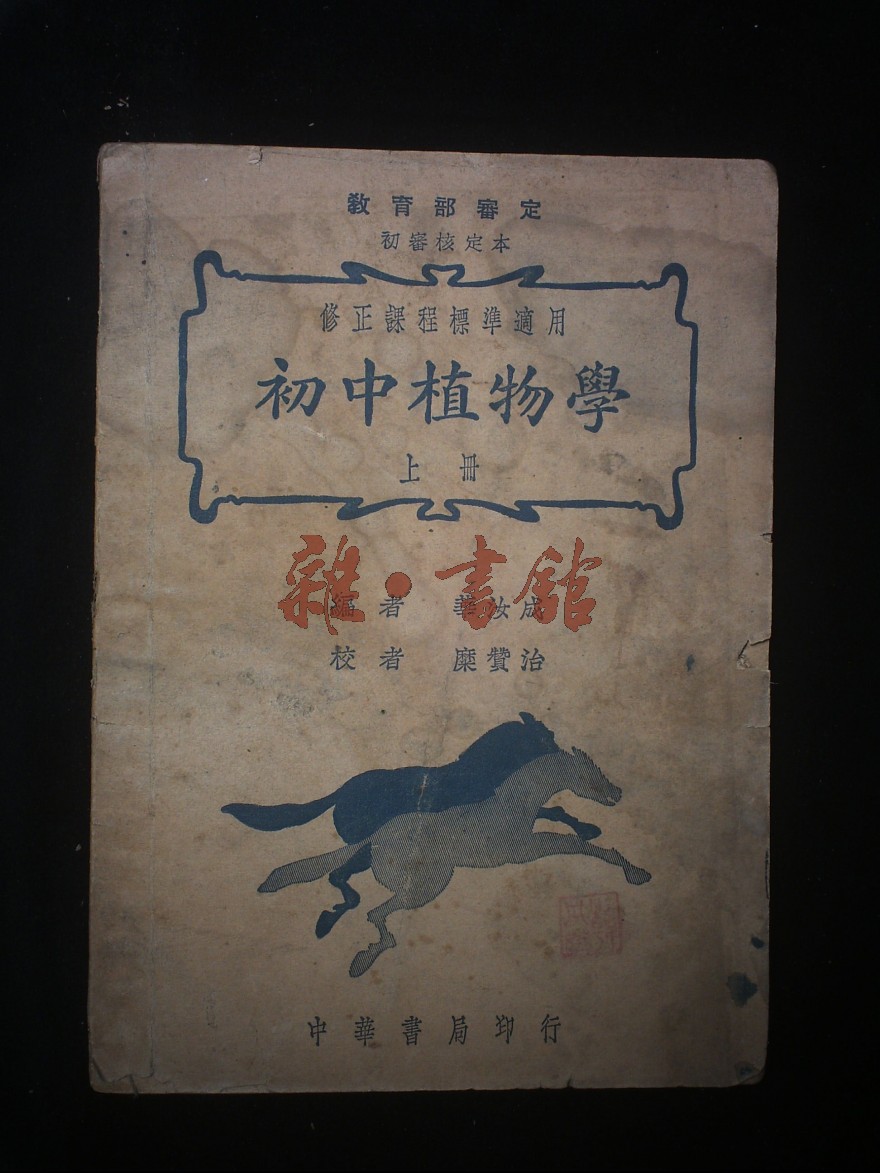 教育部審定
初審核定本
修正課程標準適用
初中植物學
上冊
雜·書館
編者 華汝成
校者 糜贊治
中華書局印行